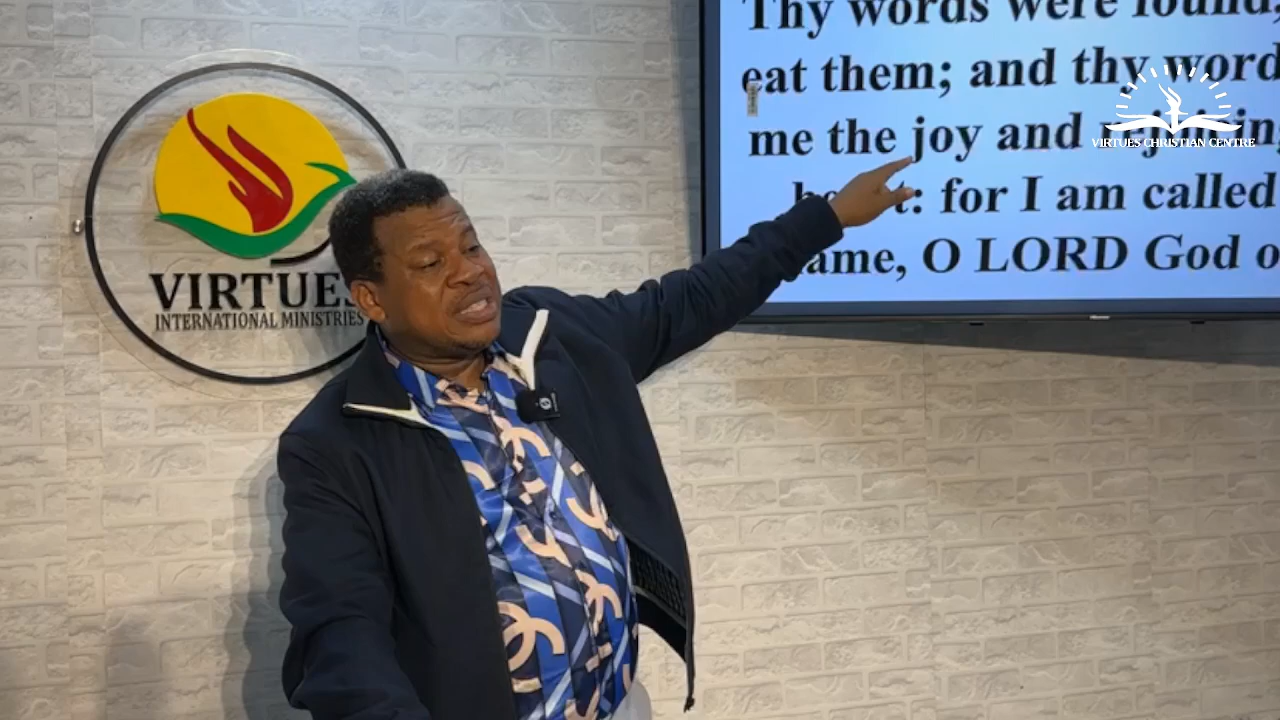 Thy words were found,
eat them; and thy word
me the joy and rejoicing
t: for I am called
ame, O LORD God o
VIRTUES CHRISTIAN CENTRE
VIRTUES
INTERNATIONAL MINISTRIES